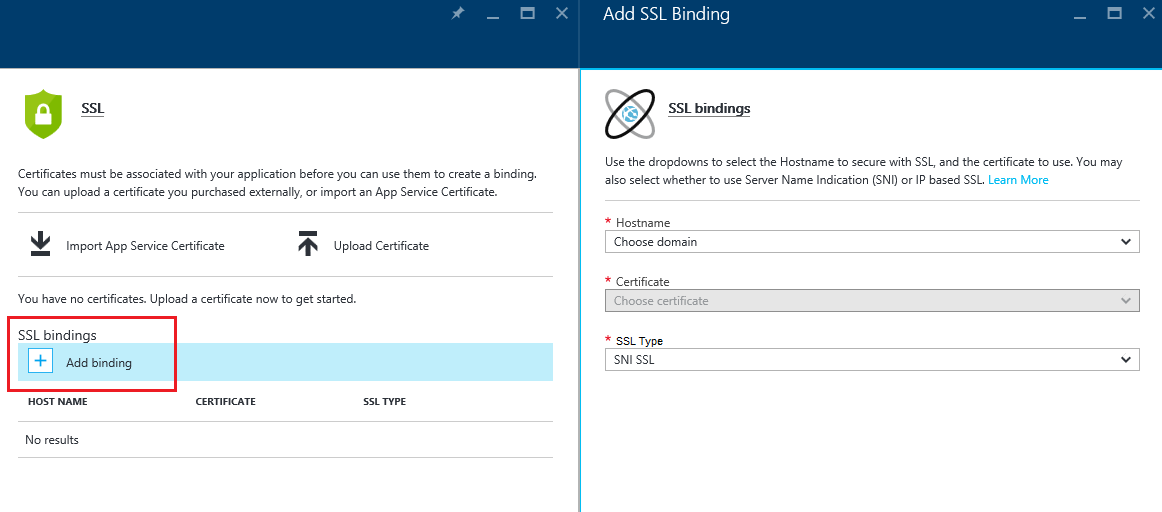 SSL
Certificates must be associated with your application before you can use them to create a binding.
You can upload a certificate you purchased externally, or import an App Service Certificate.
Import App Service Certificate
Upload Certificate
You have no certificates. Upload a certificate now to get started.
SSL bindings
Add binding
HOST NAME CERTIFICATE SSL TYPE
No results
Add SSL Binding
SSL bindings
Use the dropdowns to select the Hostname to secure with SSL, and the certificate to use. You may
also select whether to use Server Name Indication (SNI) or IP based SSL. Learn More
* Hostname
Choose domain
* Certificate
Choose certificate
* SSL Type
SNI SSL